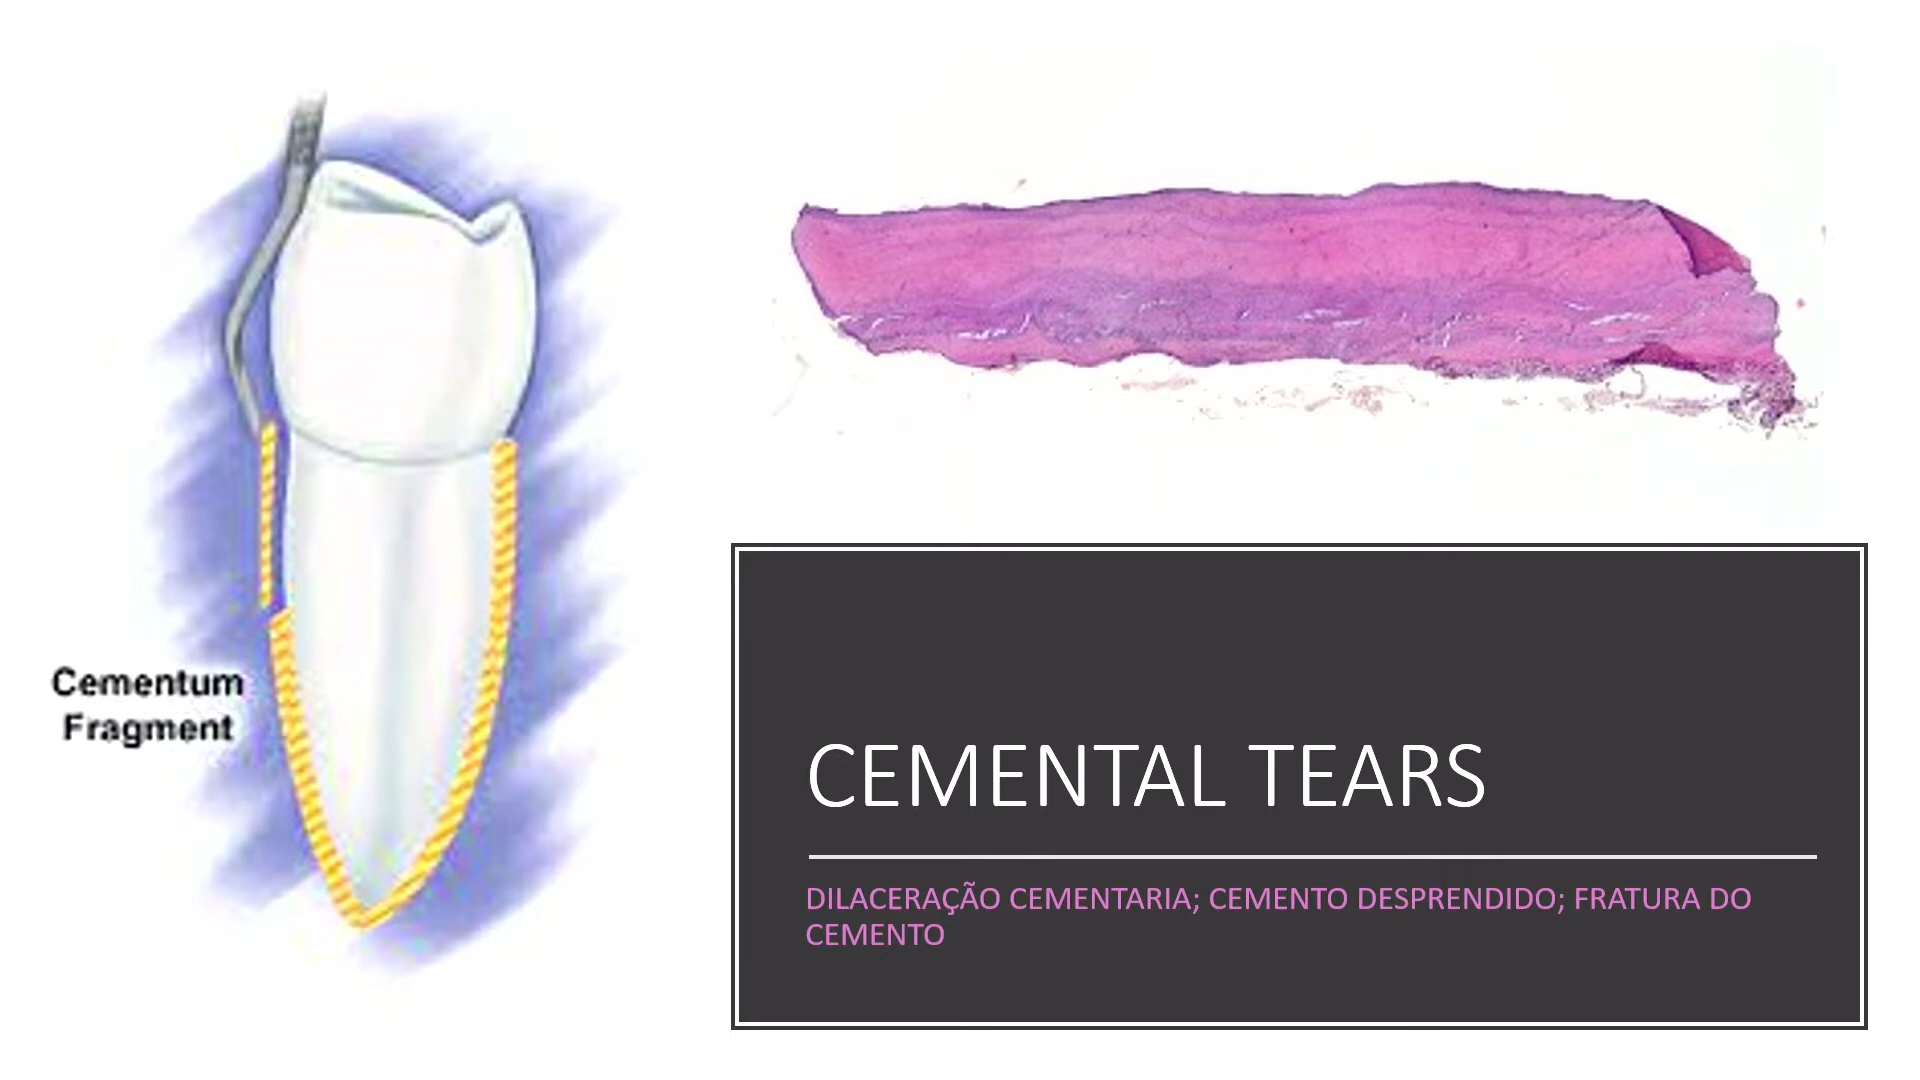 Cementum
Fragment
CEMENTAL TEARS
DILACERAÇÃO CEMENTARIA; CEMENTO DESPRENDIDO; FRATURA DO
CEMENTO